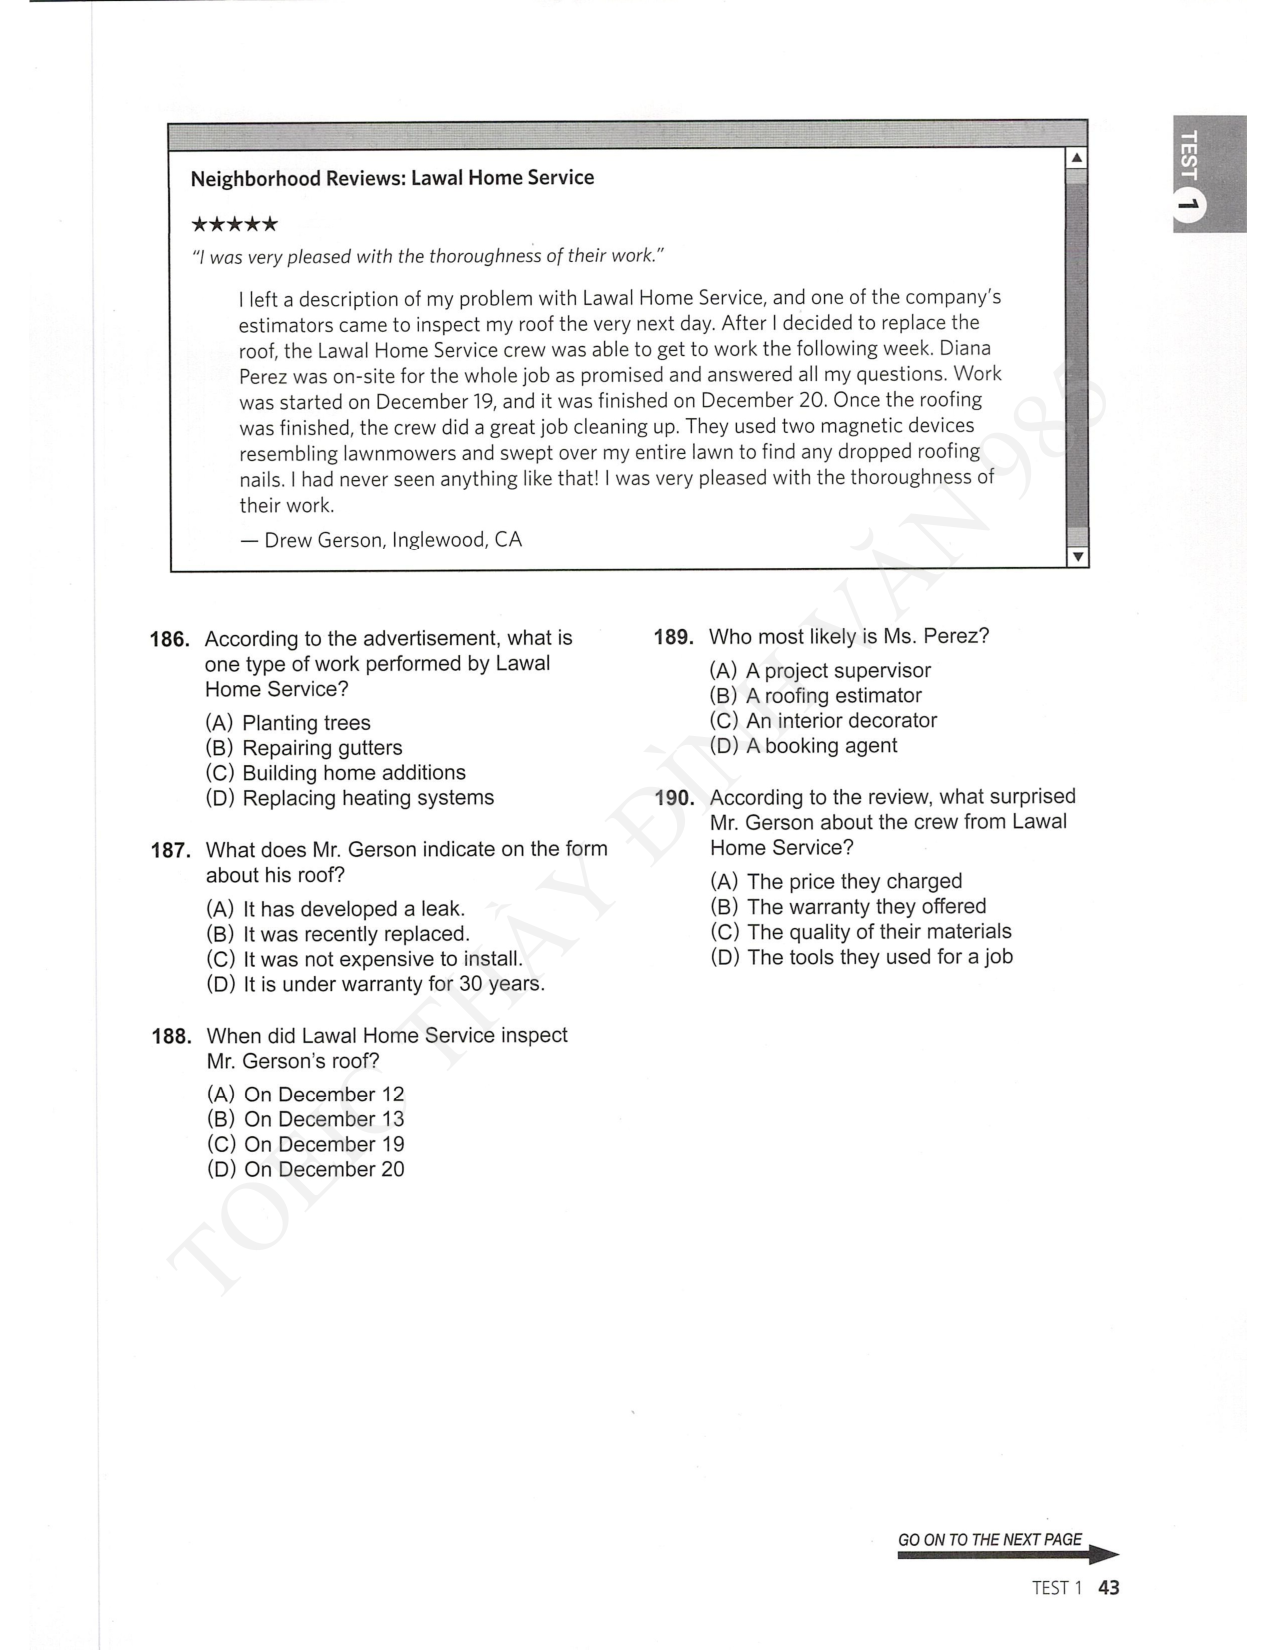 TEST 1
Neighborhood Reviews: Lawal Home Service
★★★★★
"I was very pleased with the thoroughness of their work."
I left a description of my problem with Lawal Home Service, and one of the company's
estimators came to inspect my roof the very next day. After I decided to replace the
roof, the Lawal Home Service crew was able to get to work the following week. Diana
Perez was on-site for the whole job as promised and answered all my questions. Work
was started on December 19, and it was finished on December 20. Once the roofing
was finished, the crew did a great job cleaning up. They used two magnetic devices
resembling lawnmowers and swept over my entire lawn to find any dropped roofing
nails. I had never seen anything like that! I was very pleased with the thoroughness of
their work.
— Drew Gerson, Inglewood, CA
186. According to the advertisement, what is
one type of work performed by Lawal
Home Service?
(A) Planting trees
(B) Repairing gutters
(C) Building home additions
(D) Replacing heating systems
187. What does Mr. Gerson indicate on the form
about his roof?
(A) It has developed a leak.
(B) It was recently replaced.
(C) It was not expensive to install.
(D) It is under warranty for 30 years.
188. When did Lawal Home Service inspect
Mr. Gerson's roof?
(A) On December 12
(B) On December 13
(C) On December 19
(D) On December 20
189. Who most likely is Ms. Perez?
(A) A project supervisor
(B) A roofing estimator
(C) An interior decorator
(D) A booking agent
190. According to the review, what surprised
Mr. Gerson about the crew from Lawal
Home Service?
(A) The price they charged
(B) The warranty they offered
(C) The quality of their materials
(D) The tools they used for a job
TOEIC THẦY ĐÌNH VĂN 985
GO ON TO THE NEXT PAGE
TEST 1 43